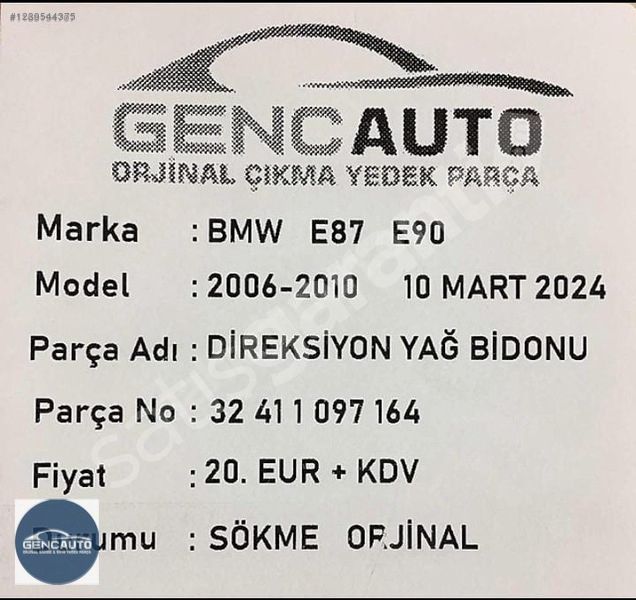 #1239544375
GENCAUTO
ORJİNAL ÇIKMA YEDEK PARÇA
Marka : BMW E87 E90
Model : 2006-2010 10 MART 2024
Parça Adı : DİREKSİYON YAĞ BİDONU
Parça No : 32 41 1 097 164
Fiyat : 20. EUR + KDV
Durumu : SÖKME ORJİNAL
GENCAUTO